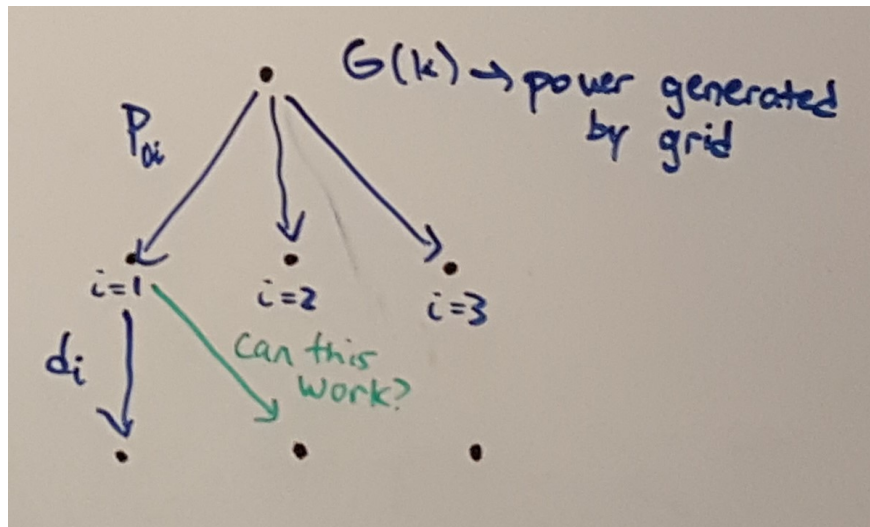 G(k) → power generated
by grid
P0i
i=1
i=2
i=3
di
Can this
work?